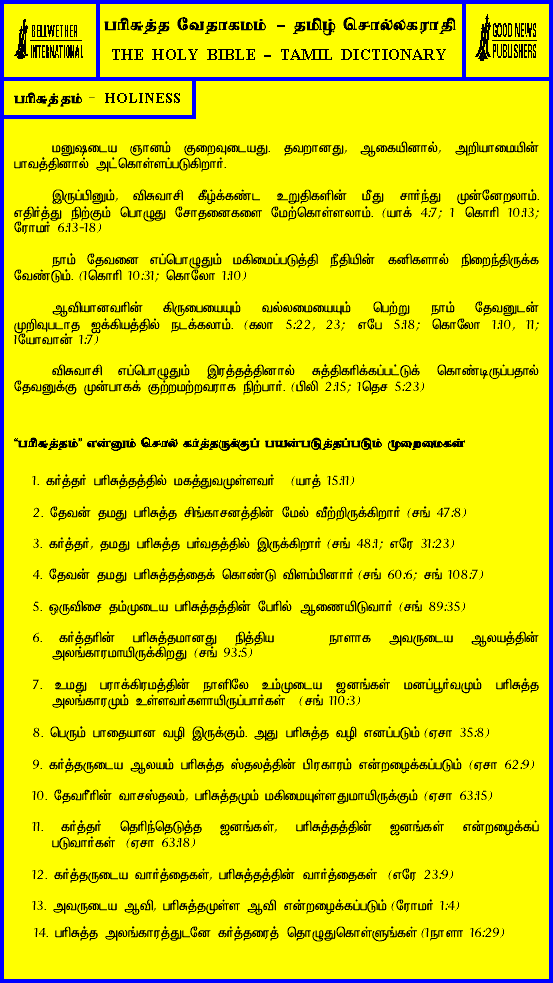 BELLWETHER
INTERNATIONAL
பரிசுத்த வேதாகமம் – தமிழ் சொல்லகராதி
THE HOLY BIBLE – TAMIL DICTIONARY
GOOD NEWS
PUBLISHERS
பரிசுத்தம் – HOLINESS
மனுஷடைய ஞானம் குறைவுடையது. தவறானது, ஆகையினால், அறியாமையின்
பாவத்தினால் அட்கொள்ளப்படுகிறார்.
இருப்பினும், விசுவாசி கீழ்க்கண்ட உறுதிகளின் மீது சார்ந்து முன்னேறலாம்.
எதிர்த்து நிற்கும் பொழுது சோதனைகளை மேற்கொள்ளலாம். (யாக் 4:7; 1 கொரி 10:13;
ரோமர் 6:13-18)
நாம் தேவனை எப்பொழுதும் மகிமைப்படுத்தி நீதியின் கனிகளால் நிறைந்திருக்க
வேண்டும். (1கொரி 10:31; கொலோ 1:10)
ஆவியானவரின் கிருபையையும் வல்லமையையும் பெற்று நாம் தேவனுடன்
முறிவுபடாத ஐக்கியத்தில் நடக்கலாம். (கலா 5:22, 23; எபே 5:18; கொலோ 1:10, 11;
1யோவான் 1:7)
விசுவாசி எப்பொழுதும் இரத்தத்தினால் சுத்திகரிக்கப்பட்டுக் கொண்டிருப்பதால்
தேவனுக்கு முன்பாகக் குற்றமற்றவராக நிற்பார். (பிலி 2:15; 1தெச 5:23)
"பரிசுத்தம்" என்னும் சொல் கர்த்தருக்குப் பயன்படுத்தப்படும் முறைமைகள்
1. கர்த்தர் பரிசுத்தத்தில் மகத்துவமுள்ளவர் (யாத் 15:11)
2. தேவன் தமது பரிசுத்த சிங்காசனத்தின் மேல் வீற்றிருக்கிறார் (சங் 47:8)
3. கர்த்தர், தமது பரிசுத்த பர்வதத்தில் இருக்கிறார் (சங் 48:1; எரே 31:23)
4. தேவன் தமது பரிசுத்தத்தைக் கொண்டு விளம்பினார் (சங் 60:6; சங் 108:7)
5. ஒருவிசை தம்முடைய பரிசுத்தத்தின் பேரில் ஆணையிடுவார் (சங் 89:35)
6. கர்த்தரின் பரிசுத்தமானது நித்திய நாளாக அவருடைய ஆலயத்தின்
அலங்காரமாயிருக்கிறது (சங் 93:5)
7. உமது பராக்கிரமத்தின் நாளிலே உம்முடைய ஜனங்கள் மனப்பூர்வமும் பரிசுத்த
அலங்காரமும் உள்ளவர்களாயிருப்பார்கள் (சங் 110:3)
8. பெரும் பாதையான வழி இருக்கும். அது பரிசுத்த வழி எனப்படும் (ஏசா 35:8)
9. கர்த்தருடைய ஆலயம் பரிசுத்த ஸ்தலத்தின் பிரகாரம் என்றழைக்கப்படும் (ஏசா 62:9)
10. தேவரீரின் வாசஸ்தலம், பரிசுத்தமும் மகிமையுள்ளதுமாயிருக்கும் (ஏசா 63:15)
11. கர்த்தர் தெரிந்தெடுத்த ஜனங்கள், பரிசுத்தத்தின் ஜனங்கள் என்றழைக்கப்
படுவார்கள் (ஏசா 63:18)
12. கர்த்தருடைய வார்த்தைகள், பரிசுத்தத்தின் வார்த்தைகள் (எரே 23:9)
13. அவருடைய ஆவி, பரிசுத்தமுள்ள ஆவி என்றழைக்கப்படும் (ரோமர் 1:4)
14. பரிசுத்த அலங்காரத்துடனே கர்த்தரைத் தொழுதுகொள்ளுங்கள் (1நாளா 16:29)